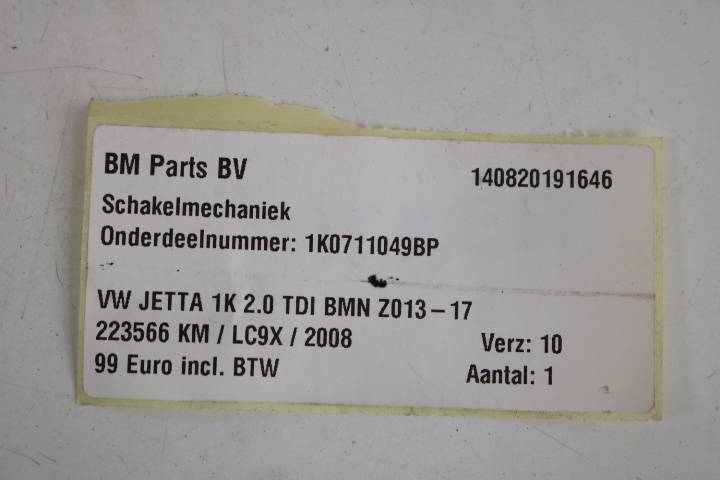 BM Parts BV
140820191646
Schakelmechaniek
Onderdeelnummer: 1K0711049BP
VW JETTA 1K 2.0 TDI BMN Z013-17
223566 KM / LC9X / 2008
Verz: 10
99 Euro incl. BTW
Aantal: 1